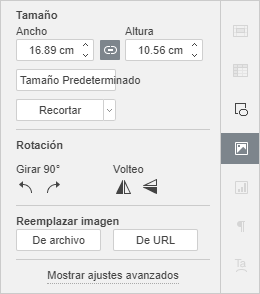 Tamaño
Ancho Altura
16.89 cm 10.56 cm
Tamaño Predeterminado
Recortar
Rotación
Girar 90° Volteo
Reemplazar imagen
De archivo De URL
Mostrar ajustes avanzados